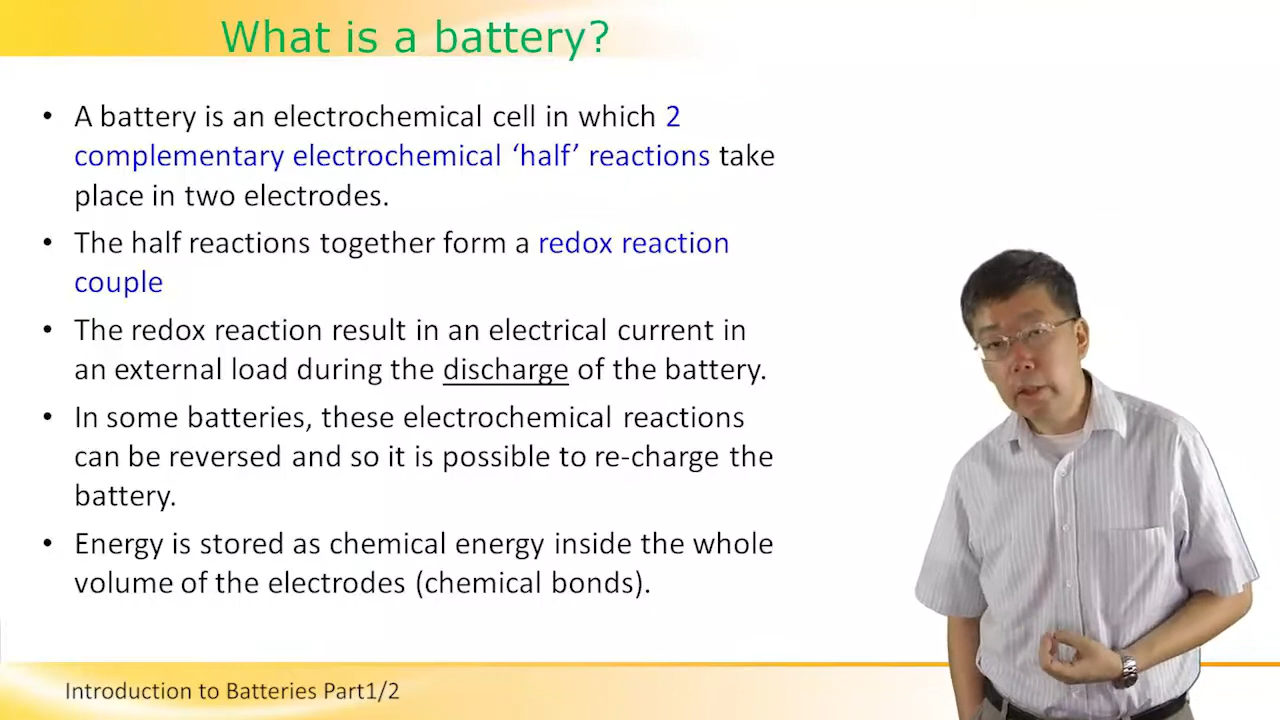 What is a battery?
• A battery is an electrochemical cell in which 2
complementary electrochemical ‘half’ reactions take
place in two electrodes.
• The half reactions together form a redox reaction
couple
• The redox reaction result in an electrical current in
an external load during the discharge of the battery.
• In some batteries, these electrochemical reactions
can be reversed and so it is possible to re-charge the
battery.
• Energy is stored as chemical energy inside the whole
volume of the electrodes (chemical bonds).
Introduction to Batteries Part1/2